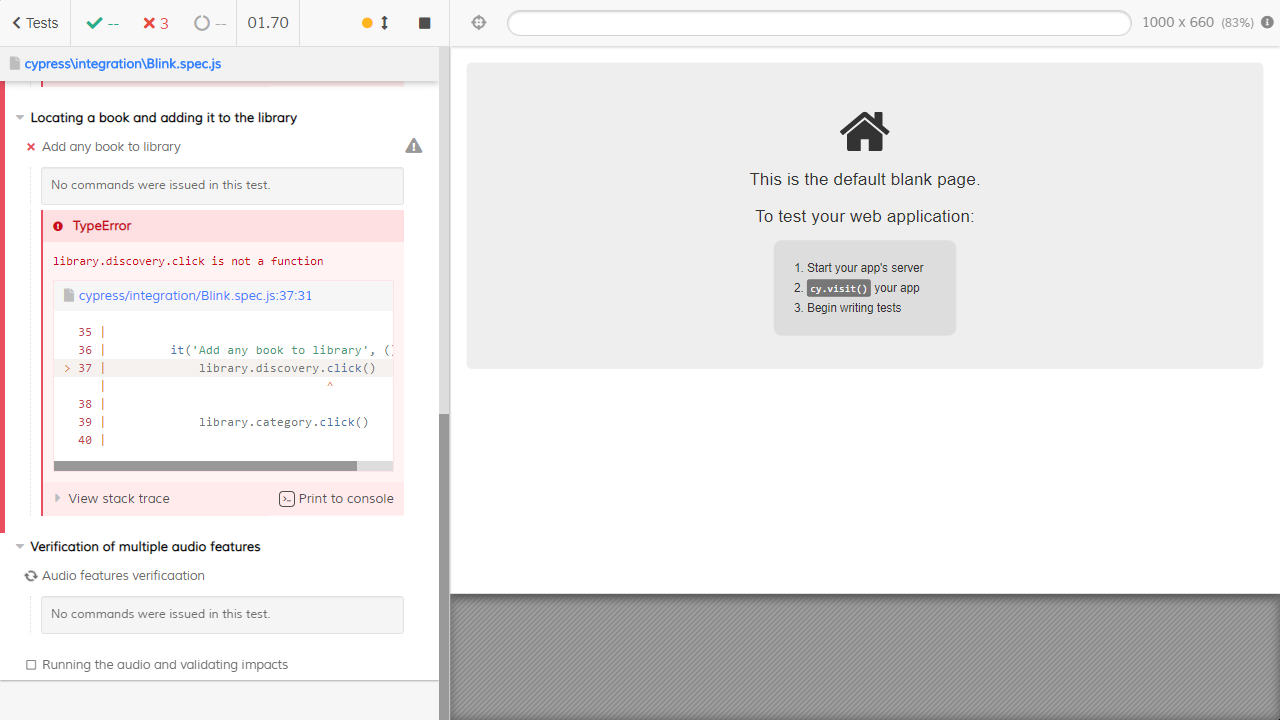 Tests
--
3
--
01.70
1000 x 660 (83%)
cypress\integration\Blink.spec.js
Locating a book and adding it to the library
Add any book to library
No commands were issued in this test.
TypeError
library.discovery.click is not a function
cypress/integration/Blink.spec.js:37:31
35 |
36 | it('Add any book to library', ()
> 37 | library.discovery.click()
| ^
38 |
39 | library.category.click()
40 |
View stack trace
Print to console
Verification of multiple audio features
Audio features verificaation
No commands were issued in this test.
Running the audio and validating impacts
This is the default blank page.
To test your web application:
1. Start your app's server
2. cy.visit() your app
3. Begin writing tests